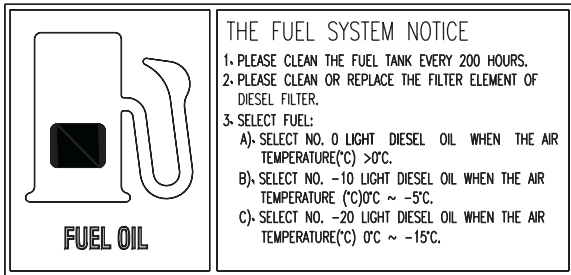 THE FUEL SYSTEM NOTICE
1、PLEASE CLEAN THE FUEL TANK EVERY 200 HOURS.
2、PLEASE CLEAN OR REPLACE THE FILTER ELEMENT OF
DIESEL FILTER.
3、SELECT FUEL:
A)、SELECT NO. 0 LIGHT DIESEL OIL WHEN THE AIR
TEMPERATURE(℃) >0℃.
B)、SELECT NO. -10 LIGHT DIESEL OIL WHEN THE AIR
TEMPERATURE (℃)0℃ ~ -5℃.
C)、SELECT NO. -20 LIGHT DIESEL OIL WHEN THE AIR
TEMPERATURE(℃) 0℃ ~ -15℃.
FUEL OIL